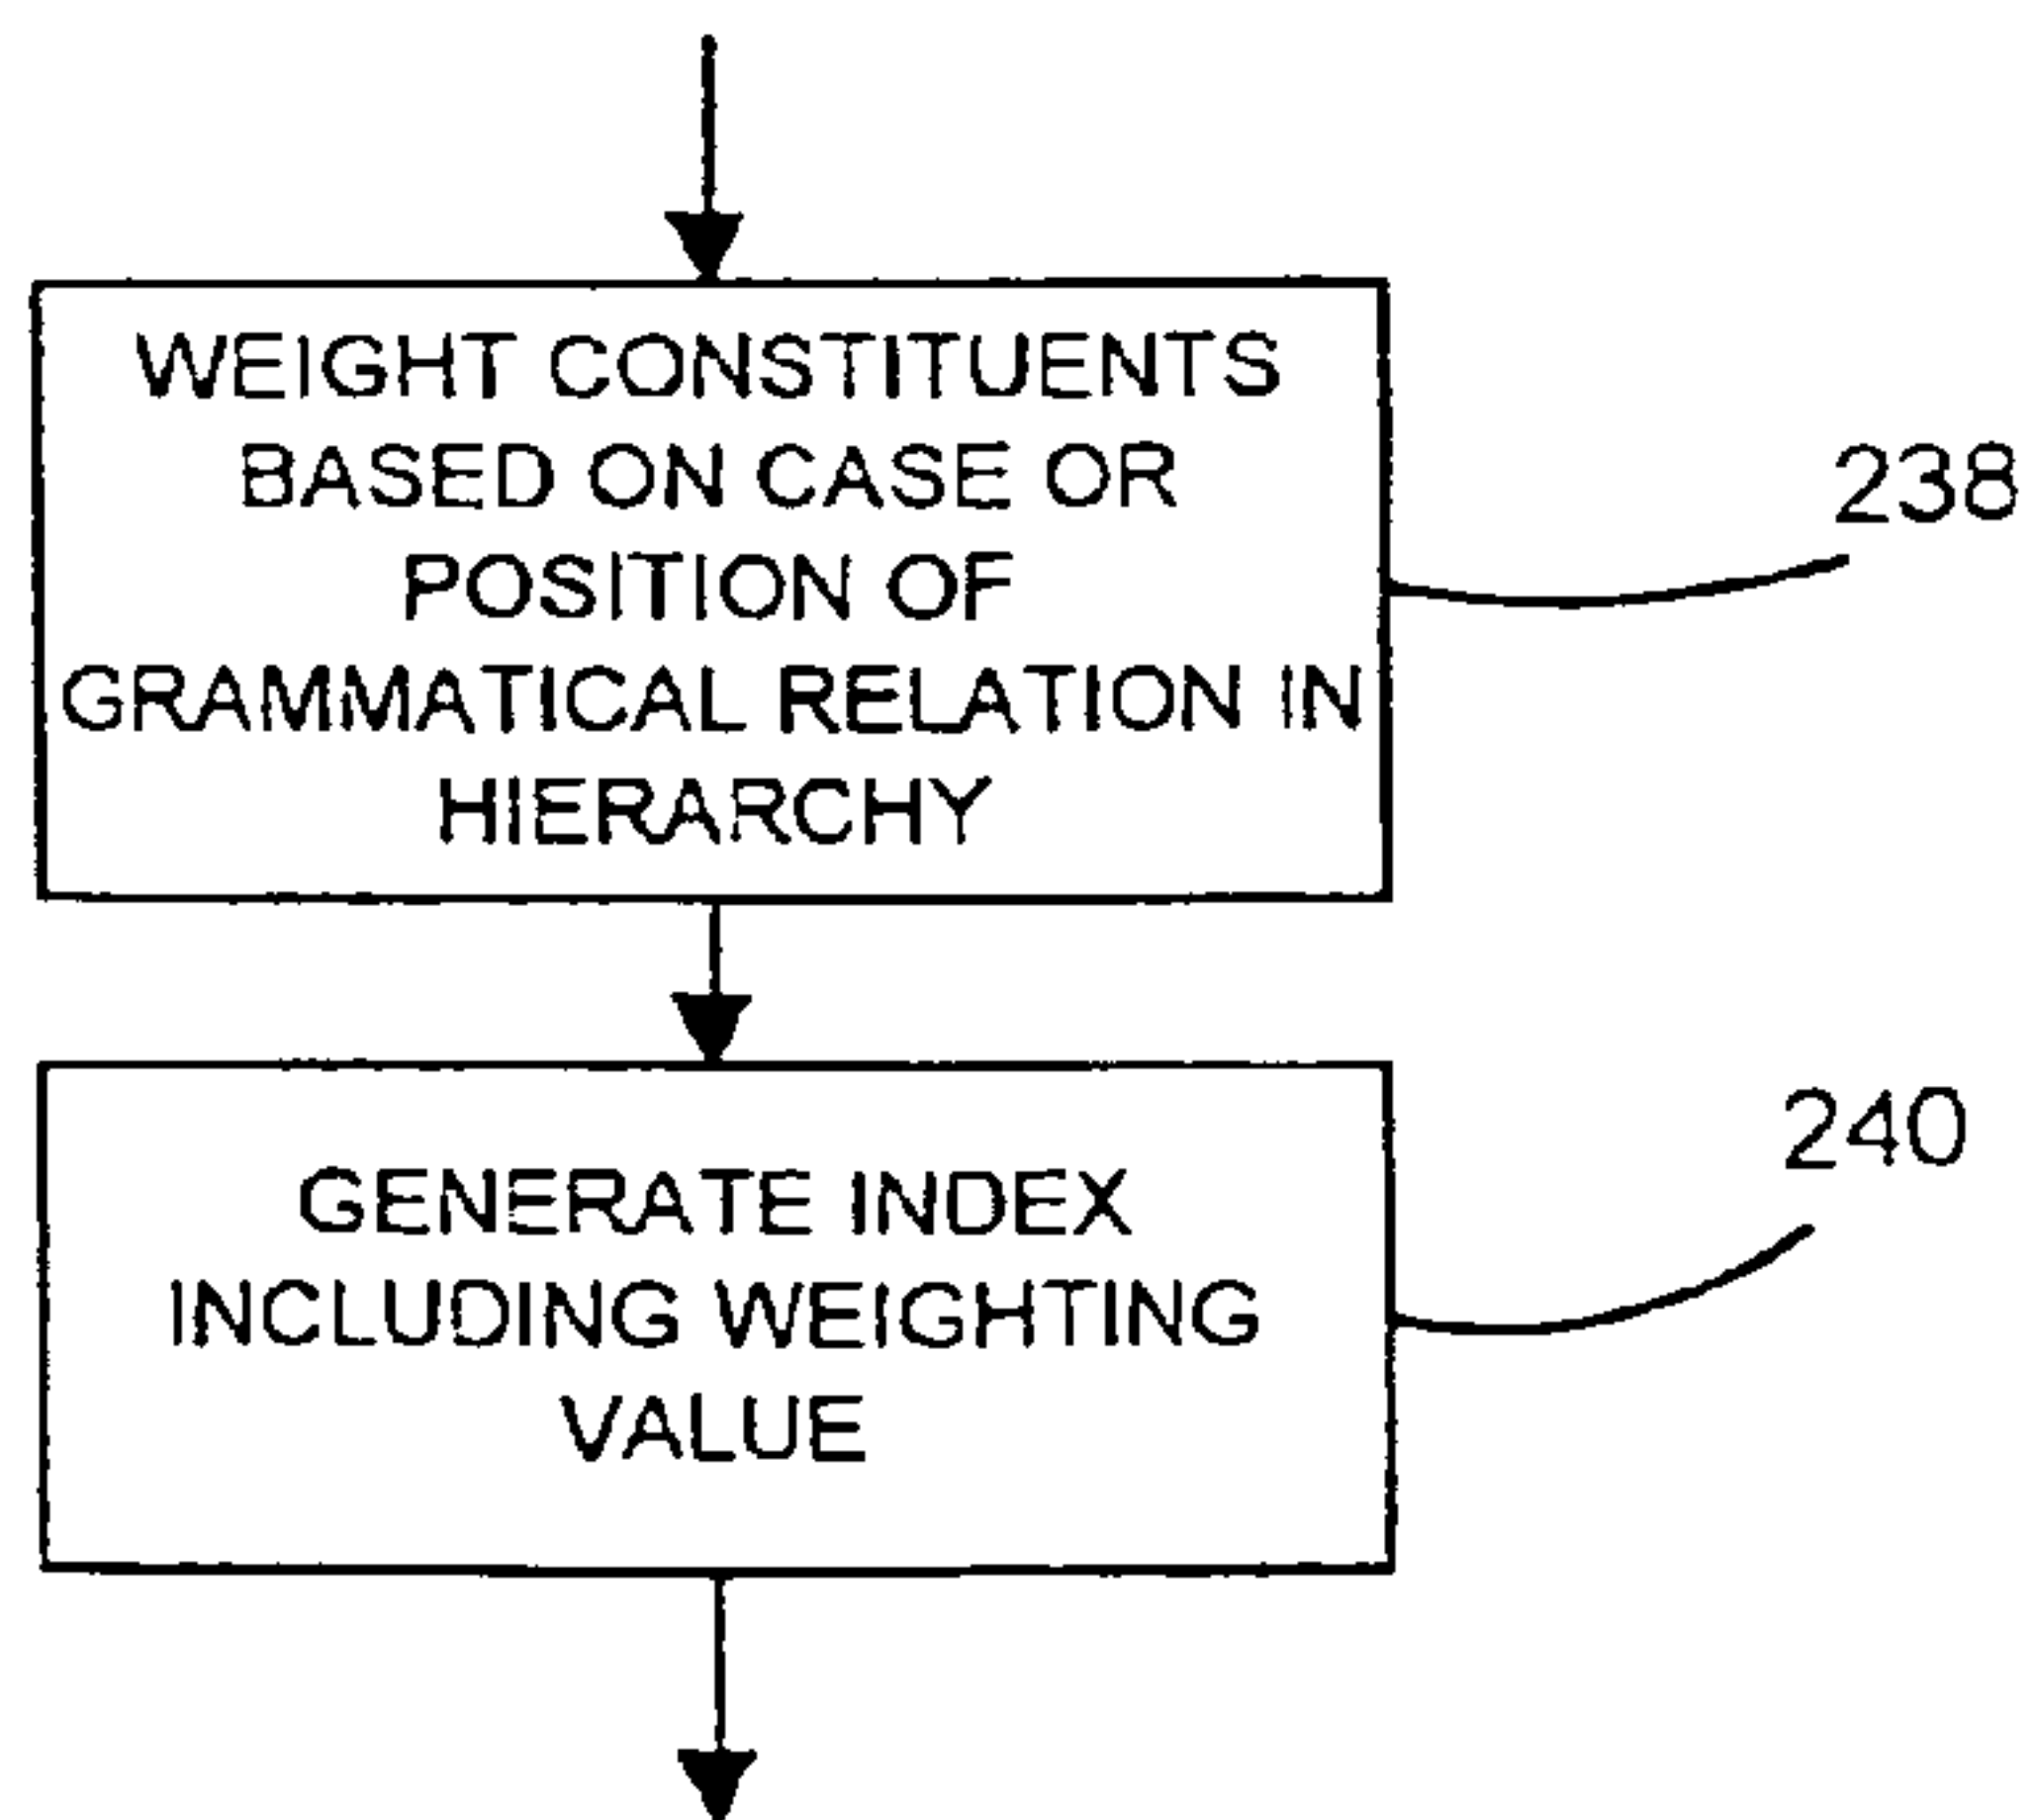 WEIGHT CONSTITUENTS
BASED ON CASE OR
POSITION OF
GRAMMATICAL RELATION IN
HIERARCHY
238
GENERATE INDEX
INCLUDING WEIGHTING
VALUE
240